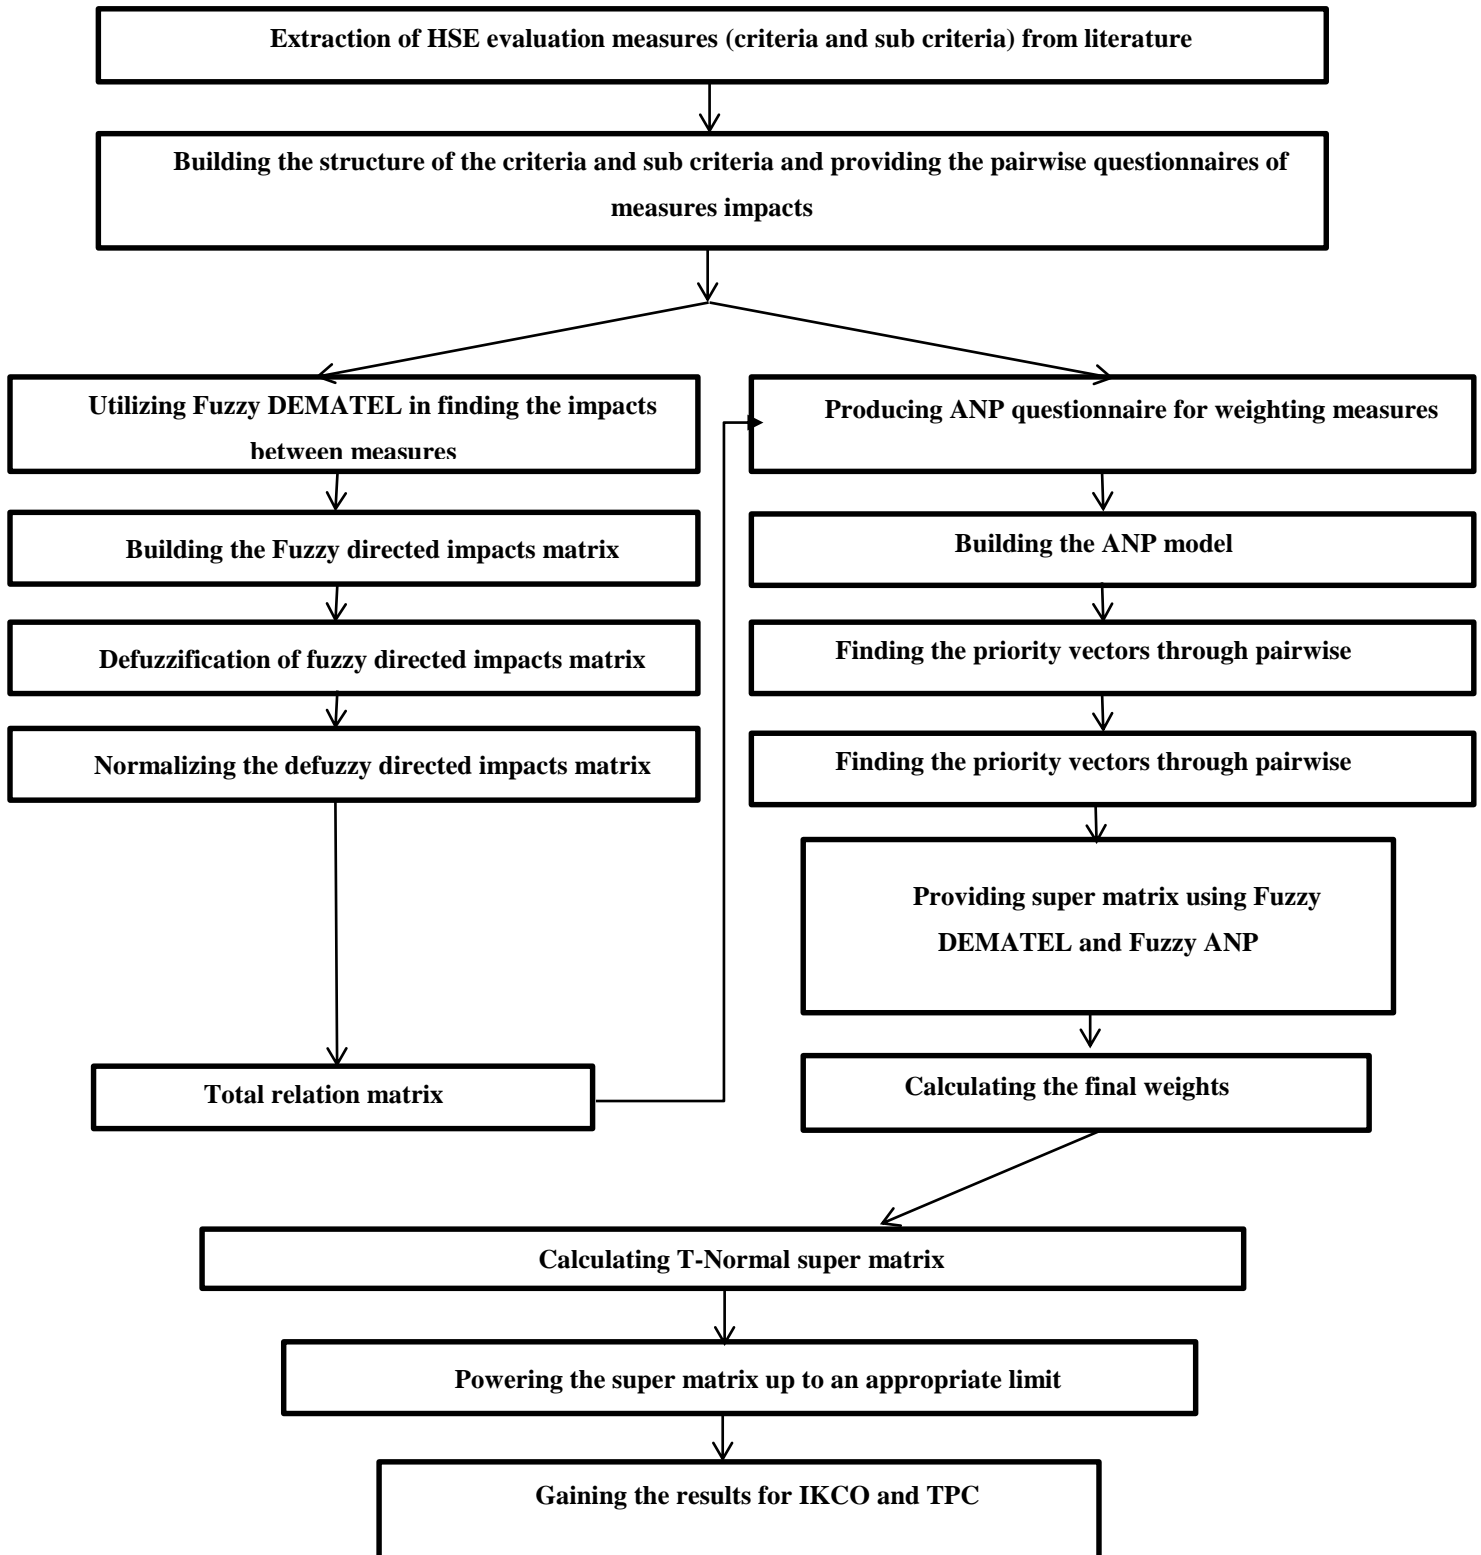 Extraction of HSE evaluation measures (criteria and sub criteria) from literature
Building the structure of the criteria and sub criteria and providing the pairwise questionnaires of
measures impacts
Utilizing Fuzzy DEMATEL in finding the impacts
between measures
Building the Fuzzy directed impacts matrix
Defuzzification of fuzzy directed impacts matrix
Normalizing the defuzzy directed impacts matrix
Total relation matrix
Producing ANP questionnaire for weighting measures
Building the ANP model
Finding the priority vectors through pairwise
Finding the priority vectors through pairwise
Providing super matrix using Fuzzy
DEMATEL and Fuzzy ANP
Calculating the final weights
Calculating T-Normal super matrix
Powering the super matrix up to an appropriate limit
Gaining the results for IKCO and TPC